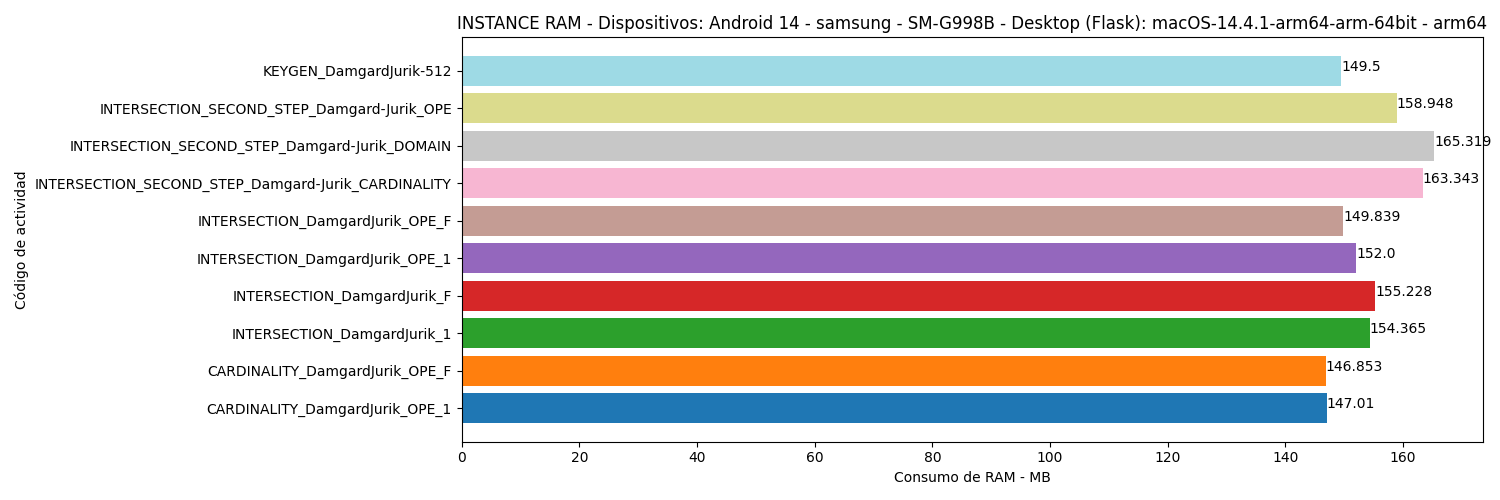 INSTANCE RAM - Dispositivos: Android 14 - samsung - SM-G998B - Desktop (Flask): macOS-14.4.1-arm64-arm-64bit - arm64
Código de actividad
KEYGEN_DamgardJurik-512 149.5
INTERSECTION_SECOND_STEP_Damgard-Jurik_OPE 158.948
INTERSECTION_SECOND_STEP_Damgard-Jurik_DOMAIN 165.319
INTERSECTION_SECOND_STEP_Damgard-Jurik_CARDINALITY 163.343
INTERSECTION_DamgardJurik_OPE_F 149.839
INTERSECTION_DamgardJurik_OPE_1 152.0
INTERSECTION_DamgardJurik_F 155.228
INTERSECTION_DamgardJurik_1 154.365
CARDINALITY_DamgardJurik_OPE_F 146.853
CARDINALITY_DamgardJurik_OPE_1 147.01
0 20 40 60 80 100 120 140 160
Consumo de RAM - MB